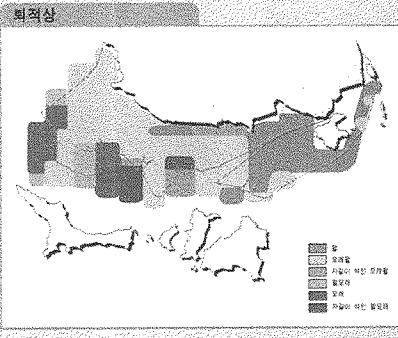 퇴적상
뻘
모래뻘
자갈이 섞인 모래뻘
뻘모래
모래
자갈이 섞인 뻘모래